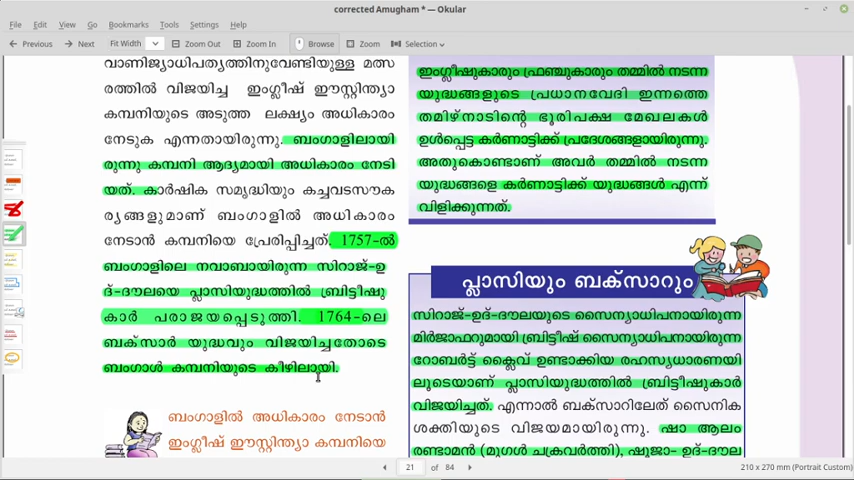 corrected Amugham * — Okular
File Edit View Go Bookmarks Tools Settings Help
Previous Next Fit Width Zoom Out Zoom In Browse Zoom Selection
വാണിജ്യാധിപത്യത്തിനുവേണ്ടിയുള്ള മത്സ
രത്തിൽ വിജയിച്ച ഇംഗ്ലീഷ് ഈസ്റ്റിന്ത്യാ
കമ്പനിയുടെ അടുത്ത ലക്ഷ്യം അധികാരം
നേടുക എന്നതായിരുന്നു. ബംഗാളിലായി
രുന്നു കമ്പനി ആദ്യമായി അധികാരം നേടി
യത്. കാർഷിക സമൃദ്ധിയും കച്ചവടസൗക
ര്യങ്ങളുമാണ് ബംഗാളിൽ അധികാരം
നേടാൻ കമ്പനിയെ പ്രേരിപ്പിച്ചത്. 1757-ൽ
ബംഗാളിലെ നവാബായിരുന്ന സിറാജ്-ഉ
ദ്-ദൗലയെ പ്ലാസിയുദ്ധത്തിൽ ബ്രിട്ടീഷു
കാർ പരാജയപ്പെടുത്തി. 1764-ലെ
ബക്സാർ യുദ്ധവും വിജയിച്ചതോടെ
ബംഗാൾ കമ്പനിയുടെ കീഴിലായി.
ബംഗാളിൽ അധികാരം നേടാൻ
ഇംഗ്ലീഷ് ഈസ്റ്റിന്ത്യാ കമ്പനിയെ
ഇംഗ്ലീഷുകാരും ഫ്രഞ്ചുകാരും തമ്മിൽ നടന്ന
യുദ്ധങ്ങളുടെ പ്രധാനവേദി ഇന്നത്തെ
തമിഴ്നാടിന്റെ ഭൂരിപക്ഷ മേഖലകൾ
ഉൾപ്പെട്ട കർണാട്ടിക്ക് പ്രദേശങ്ങളായിരുന്നു.
അതുകൊണ്ടാണ് അവർ തമ്മിൽ നടന്ന
യുദ്ധങ്ങളെ കർണാട്ടിക്ക് യുദ്ധങ്ങൾ എന്ന്
വിളിക്കുന്നത്.
പ്ലാസിയും ബക്സാറും
സിറാജ്-ഉദ്-ദൗലയുടെ സൈന്യാധിപനായിരുന്ന
മിർജാഫറുമായി ബ്രിട്ടീഷ് സൈന്യാധിപനായിരുന്ന
റോബർട്ട് ക്ലൈവ് ഉണ്ടാക്കിയ രഹസ്യധാരണയി
ലൂടെയാണ് പ്ലാസിയുദ്ധത്തിൽ ബ്രിട്ടീഷുകാർ
വിജയിച്ചത്. എന്നാൽ ബക്സാറിലേത് സൈനിക
ശക്തിയുടെ വിജയമായിരുന്നു. ഷാ ആലം
രണ്ടാമൻ (മുഗൾ ചക്രവർത്തി), ഷൂജാ- ഉദ്-ദൗല
21 of 84
210 x 270 mm (Portrait Custom)